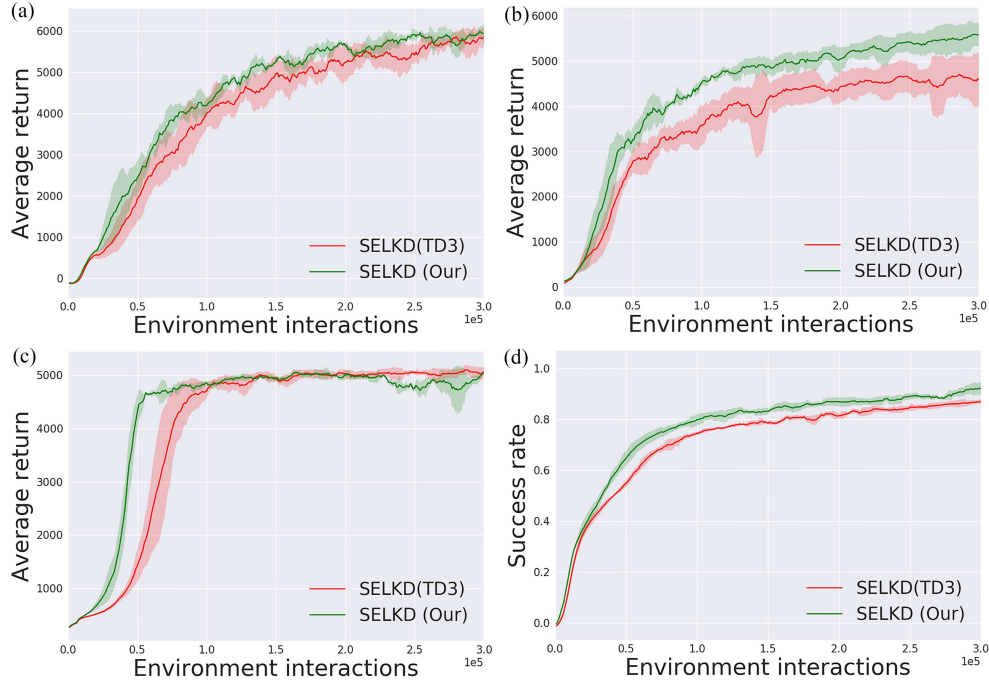 (a)
Average return
6000
5000
4000
3000
2000
1000
0
SELKD(TD3)
SELKD (Our)
0.0 0.5 1.0 1.5 2.0 2.5 3.0
1e5
Environment interactions
(b)
Average return
6000
5000
4000
3000
2000
1000
0
SELKD(TD3)
SELKD (Our)
0.0 0.5 1.0 1.5 2.0 2.5 3.0
1e5
Environment interactions
(c)
Average return
5000
4000
3000
2000
1000
SELKD(TD3)
SELKD (Our)
0.0 0.5 1.0 1.5 2.0 2.5 3.0
1e5
Environment interactions
(d)
Success rate
1.0
0.8
0.6
0.4
0.2
0.0
SELKD(TD3)
SELKD (Our)
0.0 0.5 1.0 1.5 2.0 2.5 3.0
1e5
Environment interactions